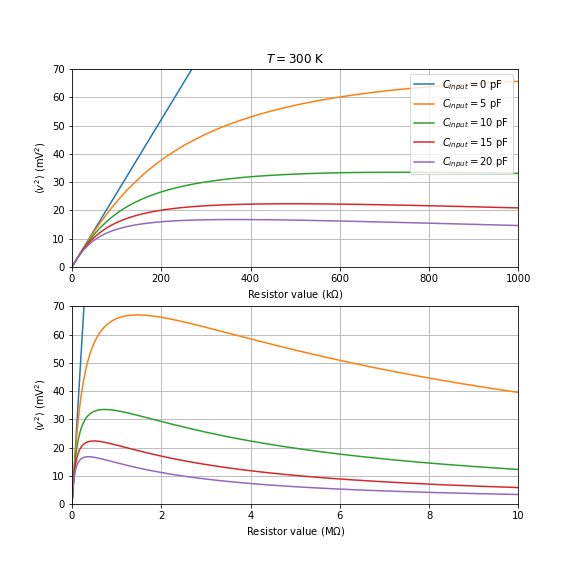 T = 300 K
70
60
50
40
30
20
10
0
⟨v²⟩ (mV²)
C_input = 0 pF
C_input = 5 pF
C_input = 10 pF
C_input = 15 pF
C_input = 20 pF
0 200 400 600 800 1000
Resistor value (kΩ)
70
60
50
40
30
20
10
0
⟨v²⟩ (mV²)
0 2 4 6 8 10
Resistor value (MΩ)